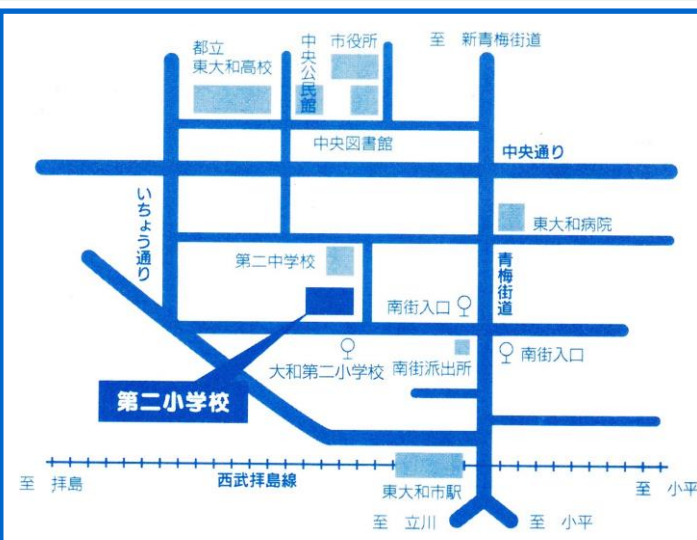 都立
東大和高校
中央公民館
市役所
至 新青梅街道
中央図書館
中央通り
いちょう通り
東大和病院
第二中学校
青梅街道
南街入口
大和第二小学校
南街派出所
南街入口
第二小学校
至 拝島
西武拝島線
東大和市駅
至 小平
至 立川
至 小平